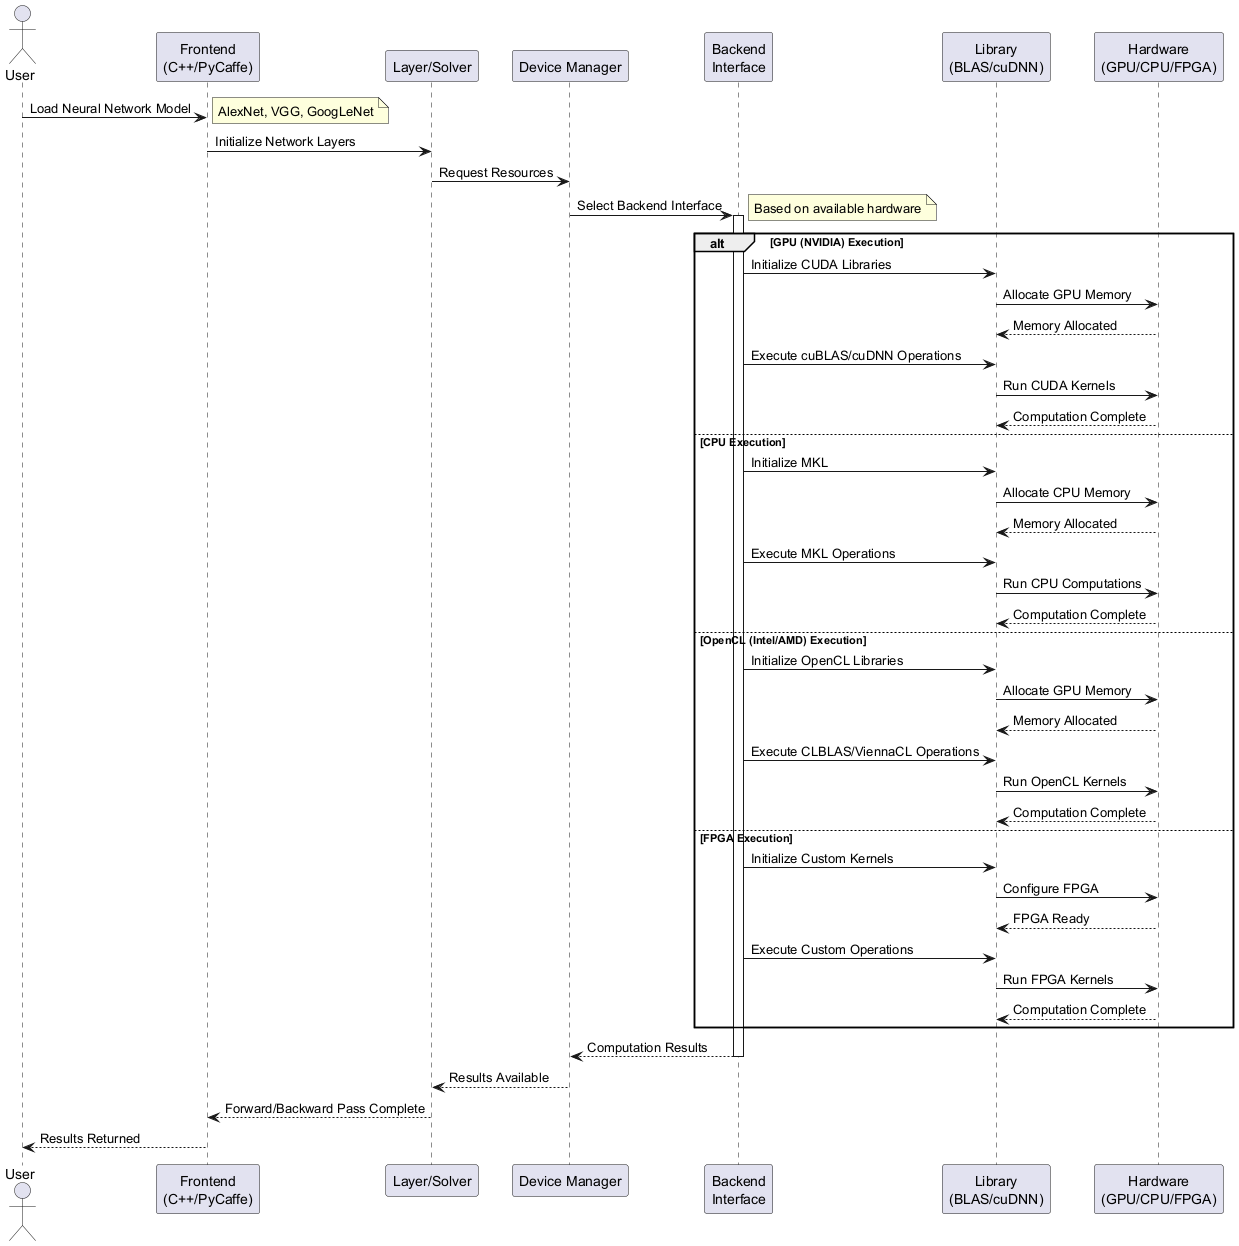 User
Frontend
(C++/PyCaffe)
Layer/Solver
Device Manager
Backend
Interface
Library
(BLAS/cuDNN)
Hardware
(GPU/CPU/FPGA)
Load Neural Network Model
AlexNet, VGG, GoogLeNet
Initialize Network Layers
Request Resources
Select Backend Interface
Based on available hardware
alt
[GPU (NVIDIA) Execution]
Initialize CUDA Libraries
Allocate GPU Memory
Memory Allocated
Execute cuBLAS/cuDNN Operations
Run CUDA Kernels
Computation Complete
[CPU Execution]
Initialize MKL
Allocate CPU Memory
Memory Allocated
Execute MKL Operations
Run CPU Computations
Computation Complete
[OpenCL (Intel/AMD) Execution]
Initialize OpenCL Libraries
Allocate GPU Memory
Memory Allocated
Execute CLBLAS/ViennaCL Operations
Run OpenCL Kernels
Computation Complete
[FPGA Execution]
Initialize Custom Kernels
Configure FPGA
FPGA Ready
Execute Custom Operations
Run FPGA Kernels
Computation Complete
Computation Results
Results Available
Forward/Backward Pass Complete
Results Returned
User
Frontend
(C++/PyCaffe)
Layer/Solver
Device Manager
Backend
Interface
Library
(BLAS/cuDNN)
Hardware
(GPU/CPU/FPGA)